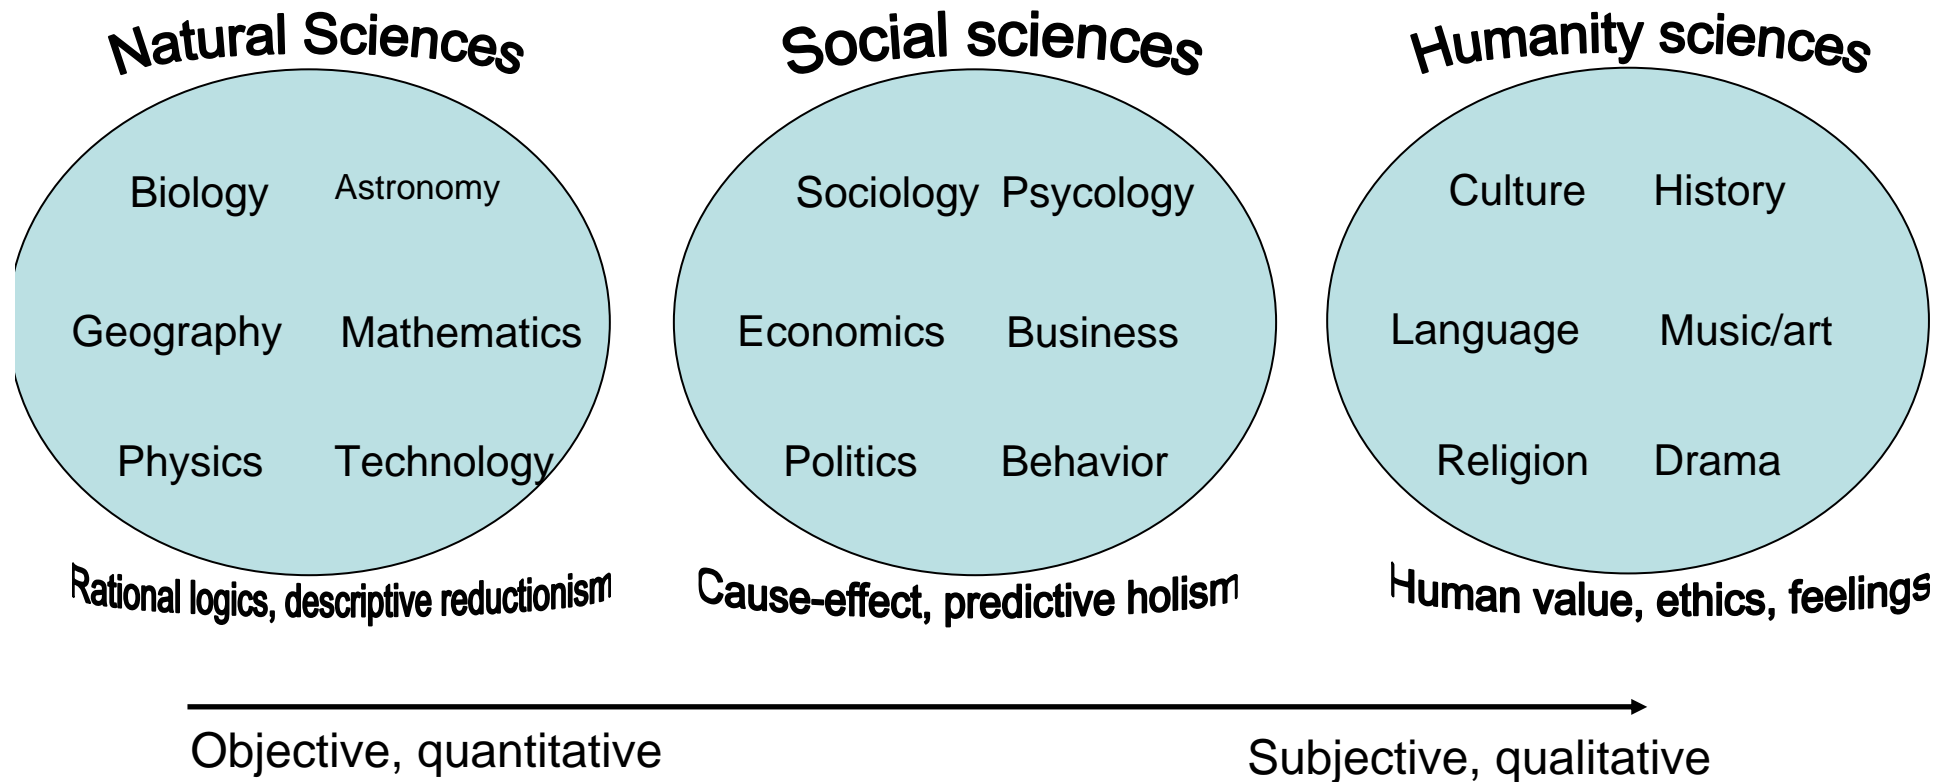 Natural Sciences
Social sciences
Humanity sciences
Biology
Astronomy
Geography
Mathematics
Physics
Technology
Sociology
Psycology
Economics
Business
Politics
Behavior
Culture
History
Language
Music/art
Religion
Drama
Rational logics, descriptive reductionism
Cause-effect, predictive holism
Human value, ethics, feelings
Objective, quantitative
Subjective, qualitative